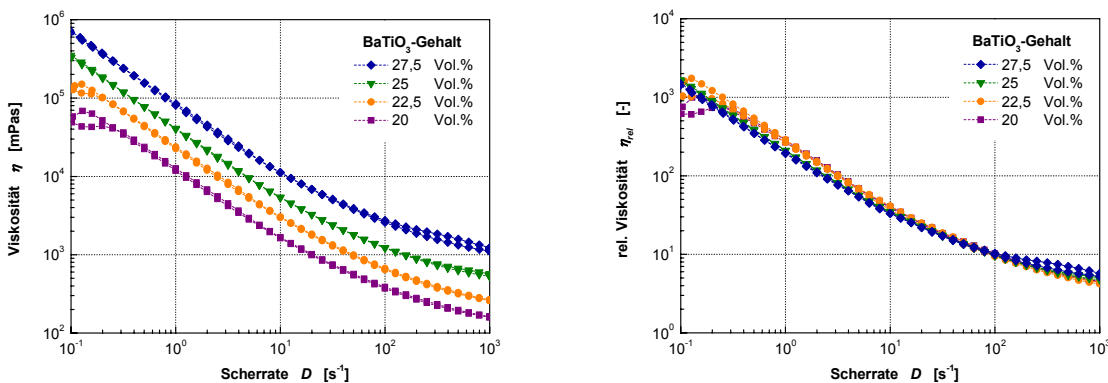 10^6
10^5
10^4
10^3
10^2
Viskosität η [mPas]
BaTiO3-Gehalt
27,5 Vol.%
25 Vol.%
22,5 Vol.%
20 Vol.%
10^-1 10^0 10^1 10^2 10^3
Scherrate D [s^-1]
10^4
10^3
10^2
10^1
10^0
rel. Viskosität η_rel [-]
BaTiO3-Gehalt
27,5 Vol.%
25 Vol.%
22,5 Vol.%
20 Vol.%
10^-1 10^0 10^1 10^2 10^3
Scherrate D [s^-1]